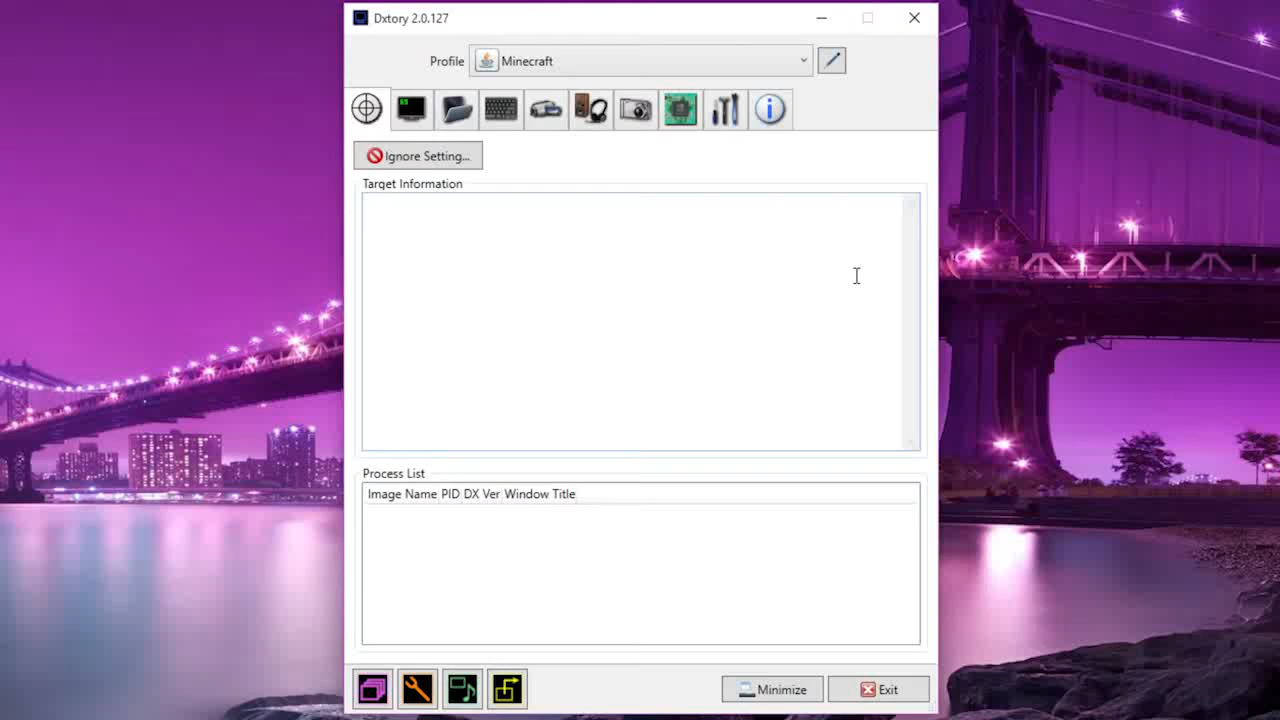 Dxtory 2.0.127
Profile
Minecraft
Ignore Setting...
Target Information
Process List
Image Name PID DX Ver Window Title
Minimize
Exit